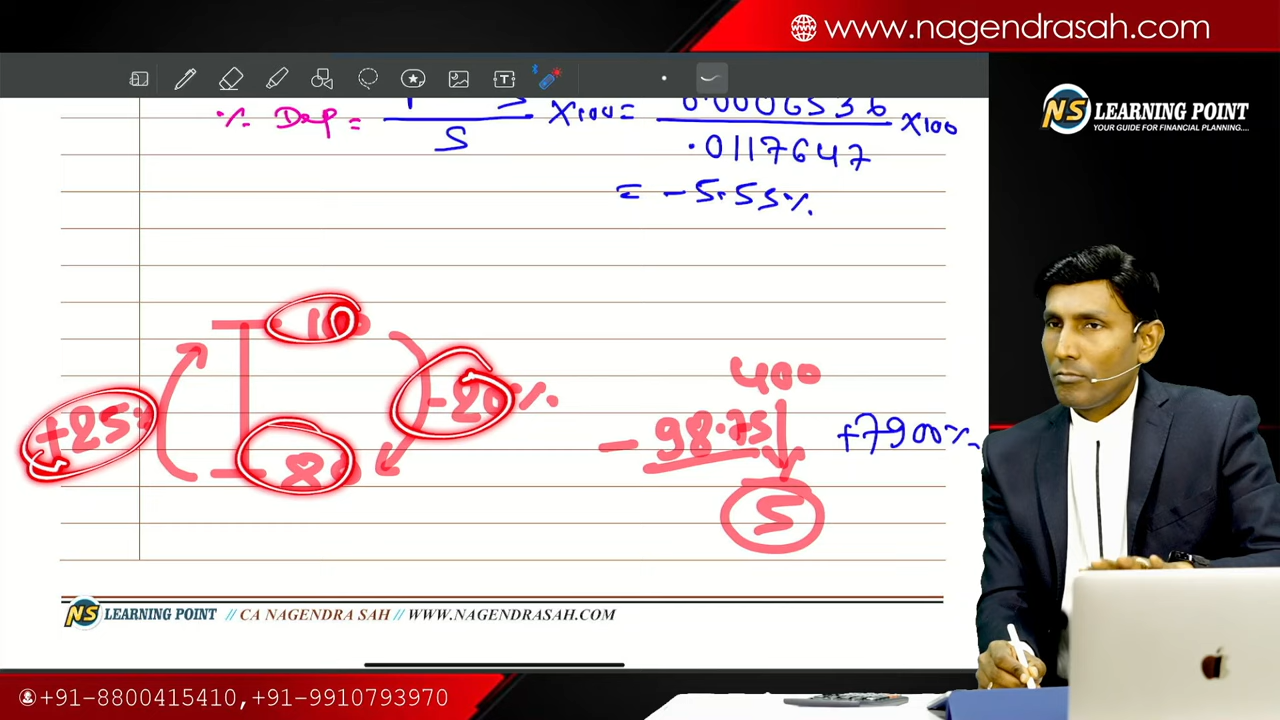 www.nagendrasah.com
NS LEARNING POINT
YOUR GUIDE FOR FINANCIAL PLANNING....
% Dep = S X100= 0.0006536 X100
.0117647
= -5.55%
100
+25%
-20%
80
400
-98.75
+7900%
5
NS LEARNING POINT // CA NAGENDRA SAH // WWW.NAGENDRASAH.COM
+91-8800415410,+91-9910793970